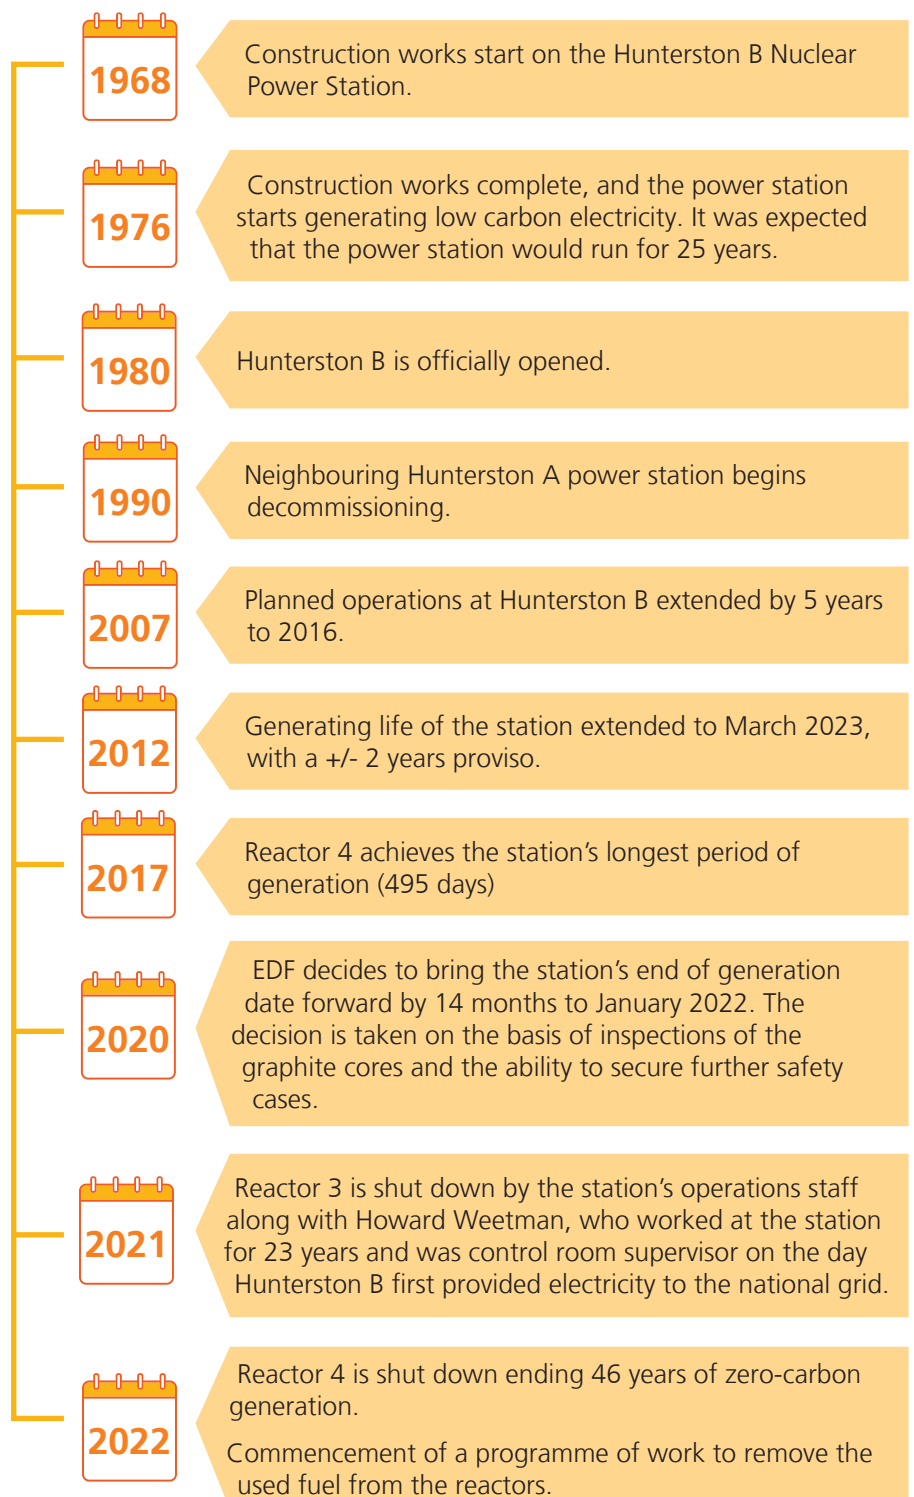 1968
Construction works start on the Hunterston B Nuclear
Power Station.
1976
Construction works complete, and the power station
starts generating low carbon electricity. It was expected
that the power station would run for 25 years.
1980
Hunterston B is officially opened.
1990
Neighbouring Hunterston A power station begins
decommissioning.
2007
Planned operations at Hunterston B extended by 5 years
to 2016.
2012
Generating life of the station extended to March 2023,
with a +/- 2 years proviso.
2017
Reactor 4 achieves the station’s longest period of
generation (495 days)
2020
EDF decides to bring the station’s end of generation
date forward by 14 months to January 2022. The
decision is taken on the basis of inspections of the
graphite cores and the ability to secure further safety
cases.
2021
Reactor 3 is shut down by the station’s operations staff
along with Howard Weetman, who worked at the station
for 23 years and was control room supervisor on the day
Hunterston B first provided electricity to the national grid.
2022
Reactor 4 is shut down ending 46 years of zero-carbon
generation.
Commencement of a programme of work to remove the
used fuel from the reactors.